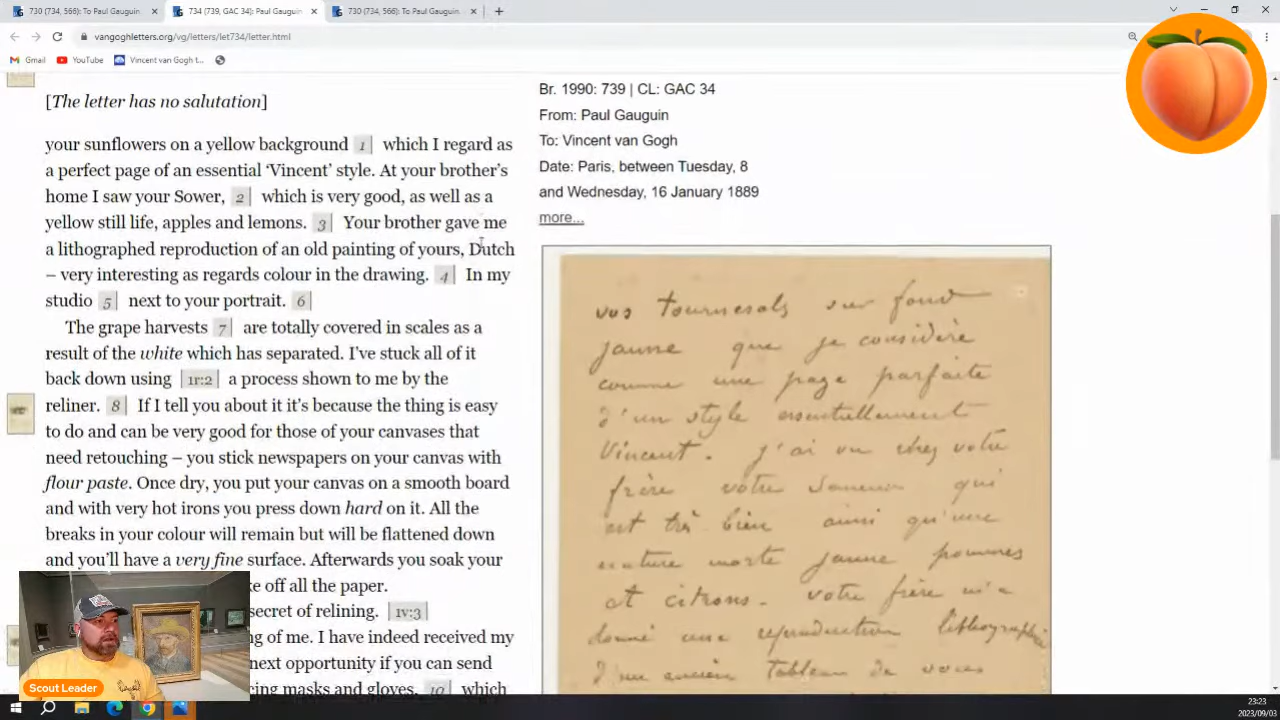 730 (734, 566): To Paul Gauguin.
734 (739, GAC 34): Paul Gauguin
730 (734, 566): To Paul Gauguin.
vangoghletters.org/vg/letters/let734/letter.html
Gmail
YouTube
Vincent van Gogh t...
[The letter has no salutation]
your sunflowers on a yellow background 1 which I regard as
a perfect page of an essential ‘Vincent’ style. At your brother’s
home I saw your Sower, 2 which is very good, as well as a
yellow still life, apples and lemons. 3 Your brother gave me
a lithographed reproduction of an old painting of yours, Dutch
– very interesting as regards colour in the drawing. 4 In my
studio 5 next to your portrait. 6
The grape harvests 7 are totally covered in scales as a
result of the white which has separated. I’ve stuck all of it
back down using 1r:2 a process shown to me by the
reliner. 8 If I tell you about it it’s because the thing is easy
to do and can be very good for those of your canvases that
need retouching – you stick newspapers on your canvas with
flour paste. Once dry, you put your canvas on a smooth board
and with very hot irons you press down hard on it. All the
breaks in your colour will remain but will be flattened down
and you’ll have a very fine surface. Afterwards you soak your
e off all the paper.
secret of relining. 1v:3
g of me. I have indeed received my
next opportunity if you can send
ing masks and gloves, 10 which
Br. 1990: 739 | CL: GAC 34
From: Paul Gauguin
To: Vincent van Gogh
Date: Paris, between Tuesday, 8
and Wednesday, 16 January 1889
more...
vos tournesols sur fond
jaune que je considère
comme une page parfaite
d'un style essentiellement
Vincent. j'ai vu chez votre
frère votre Semeur qui
est très bien ainsi qu'une
nature morte jaune pommes
et citrons. votre frère m'a
donné une reproduction lithographiée
d'un ancien tableau de vous
Scout Leader
23:23
2023/09/03